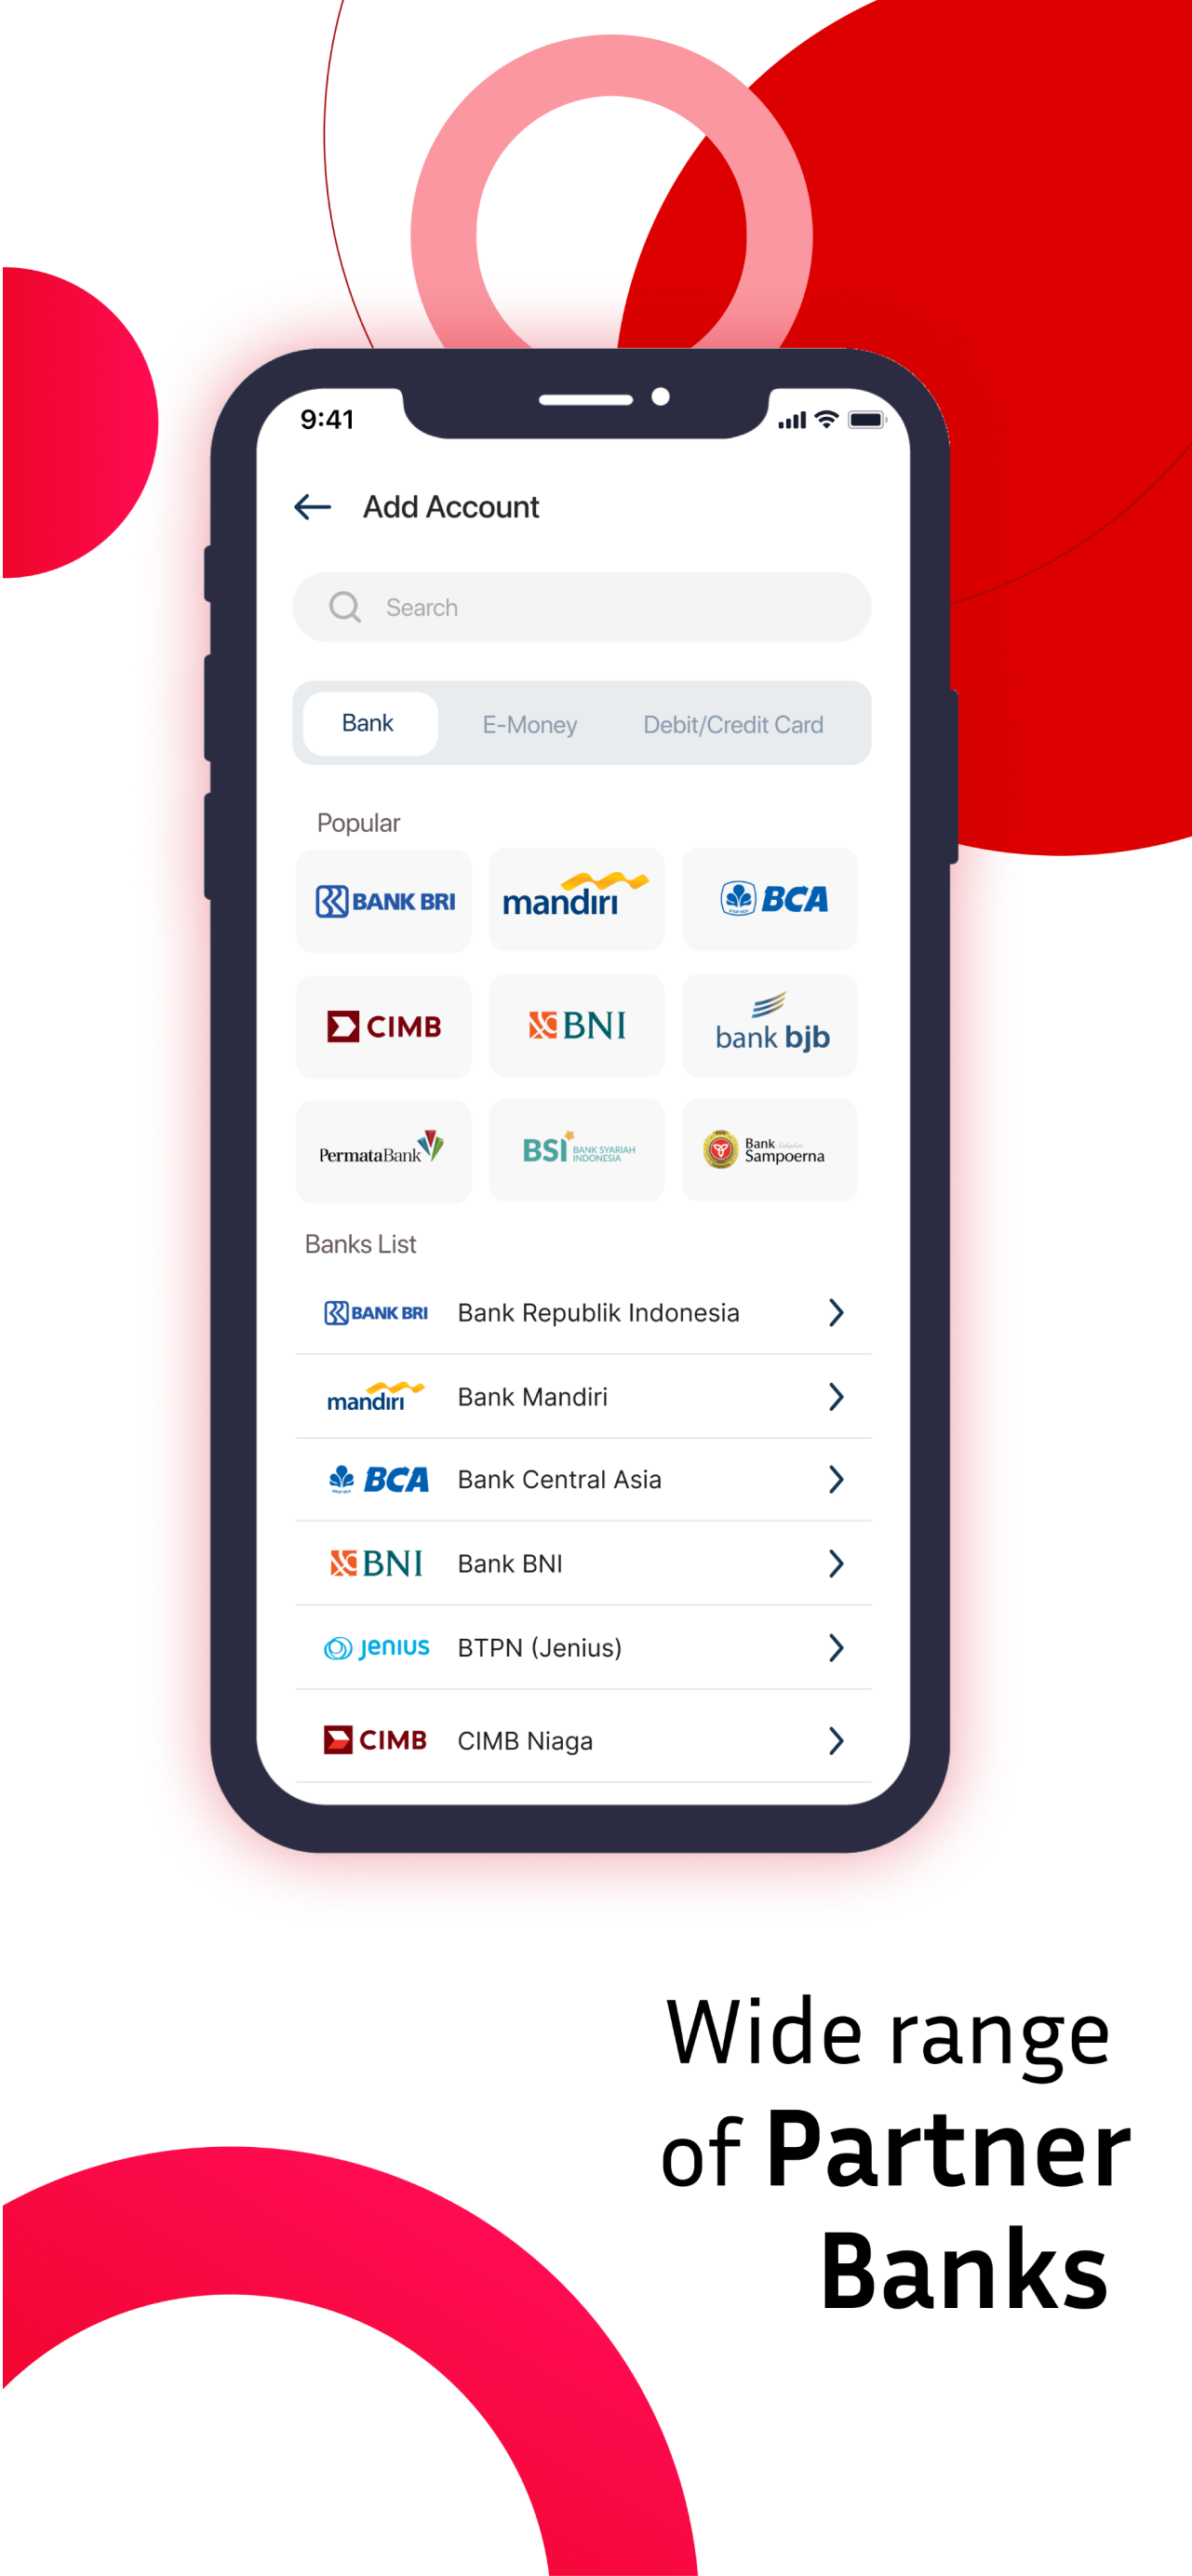 9:41
Add Account
Search
Bank E-Money Debit/Credit Card
Popular
BANK BRI mandiri BCA
CIMB BNI bank bjb
PermataBank BSI BANK SYARIAH INDONESIA Bank Sampoerna
Banks List
BANK BRI Bank Republik Indonesia
mandiri Bank Mandiri
BCA Bank Central Asia
BNI Bank BNI
Jenius BTPN (Jenius)
CIMB CIMB Niaga
Wide range
of Partner
Banks